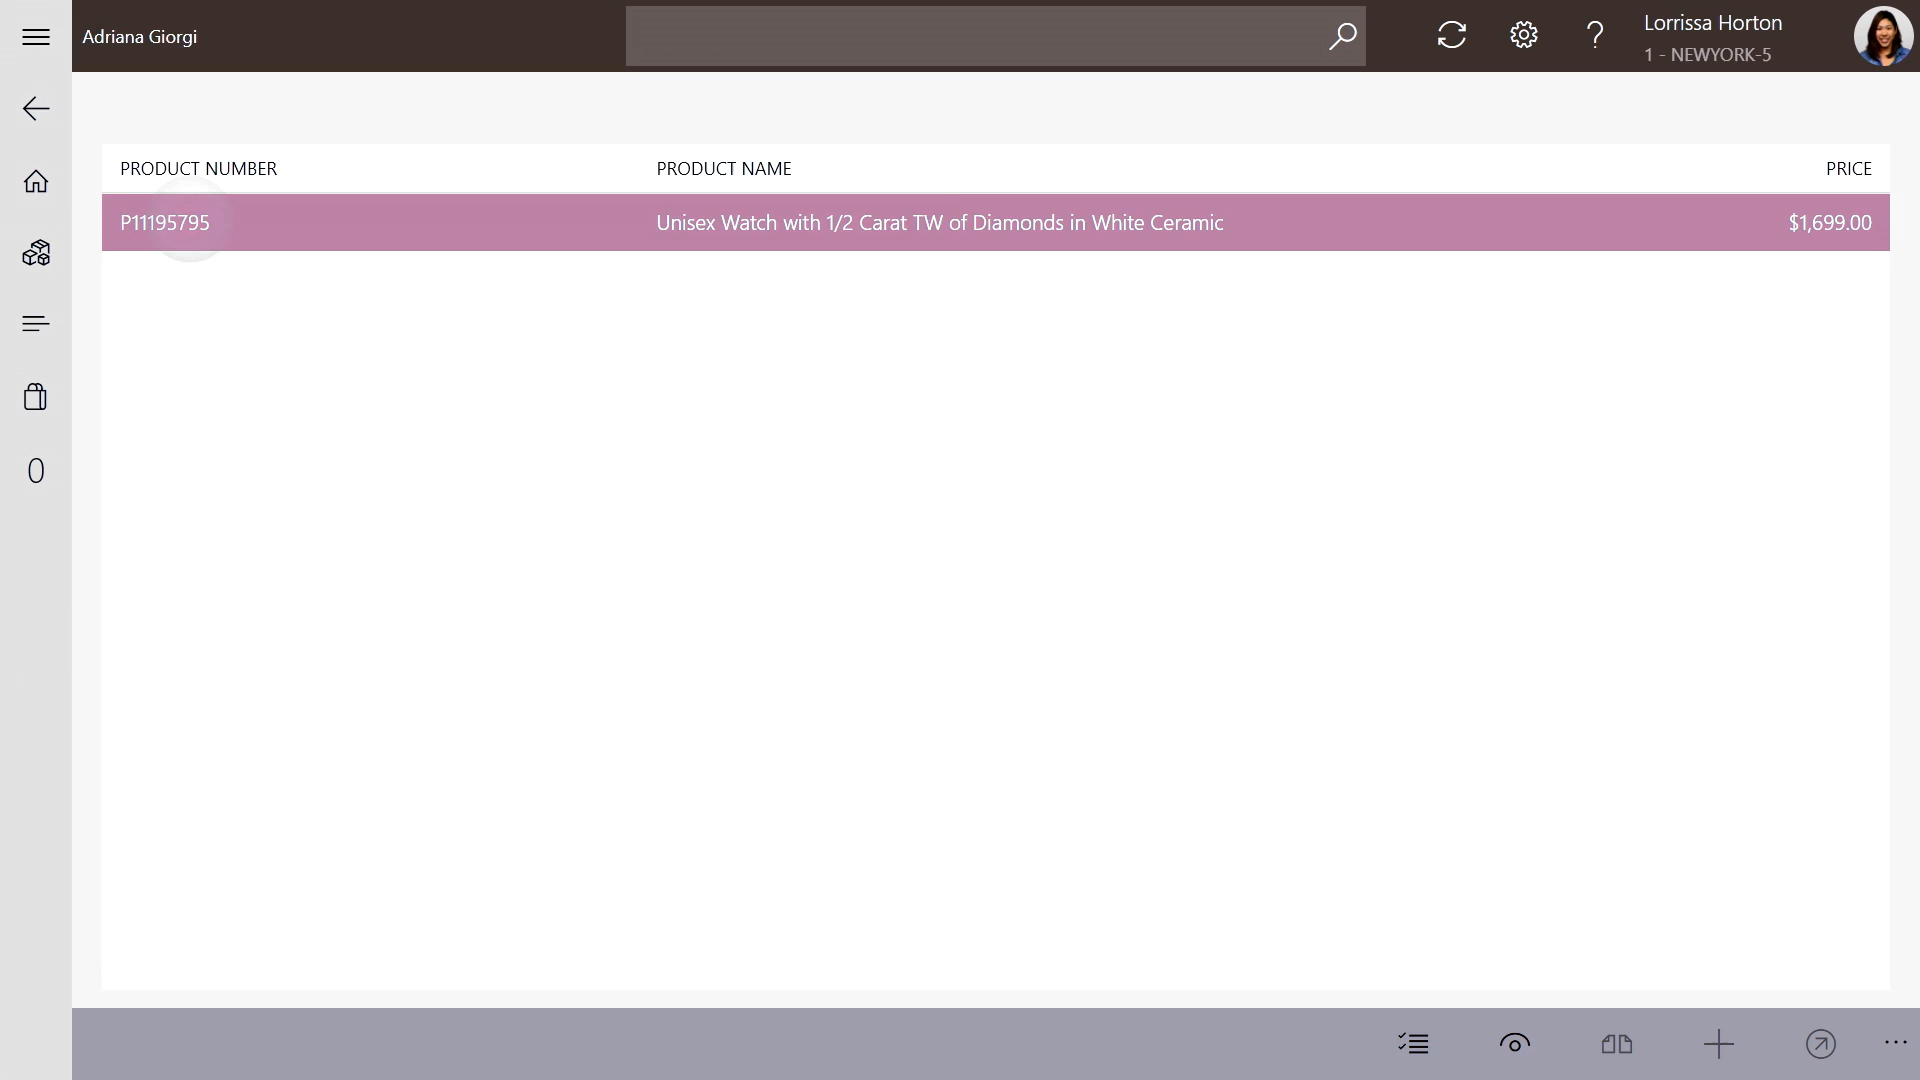 Adriana Giorgi
Lorrissa Horton
1 - NEWYORK-5
PRODUCT NUMBER PRODUCT NAME PRICE
P11195795 Unisex Watch with 1/2 Carat TW of Diamonds in White Ceramic $1,699.00
0